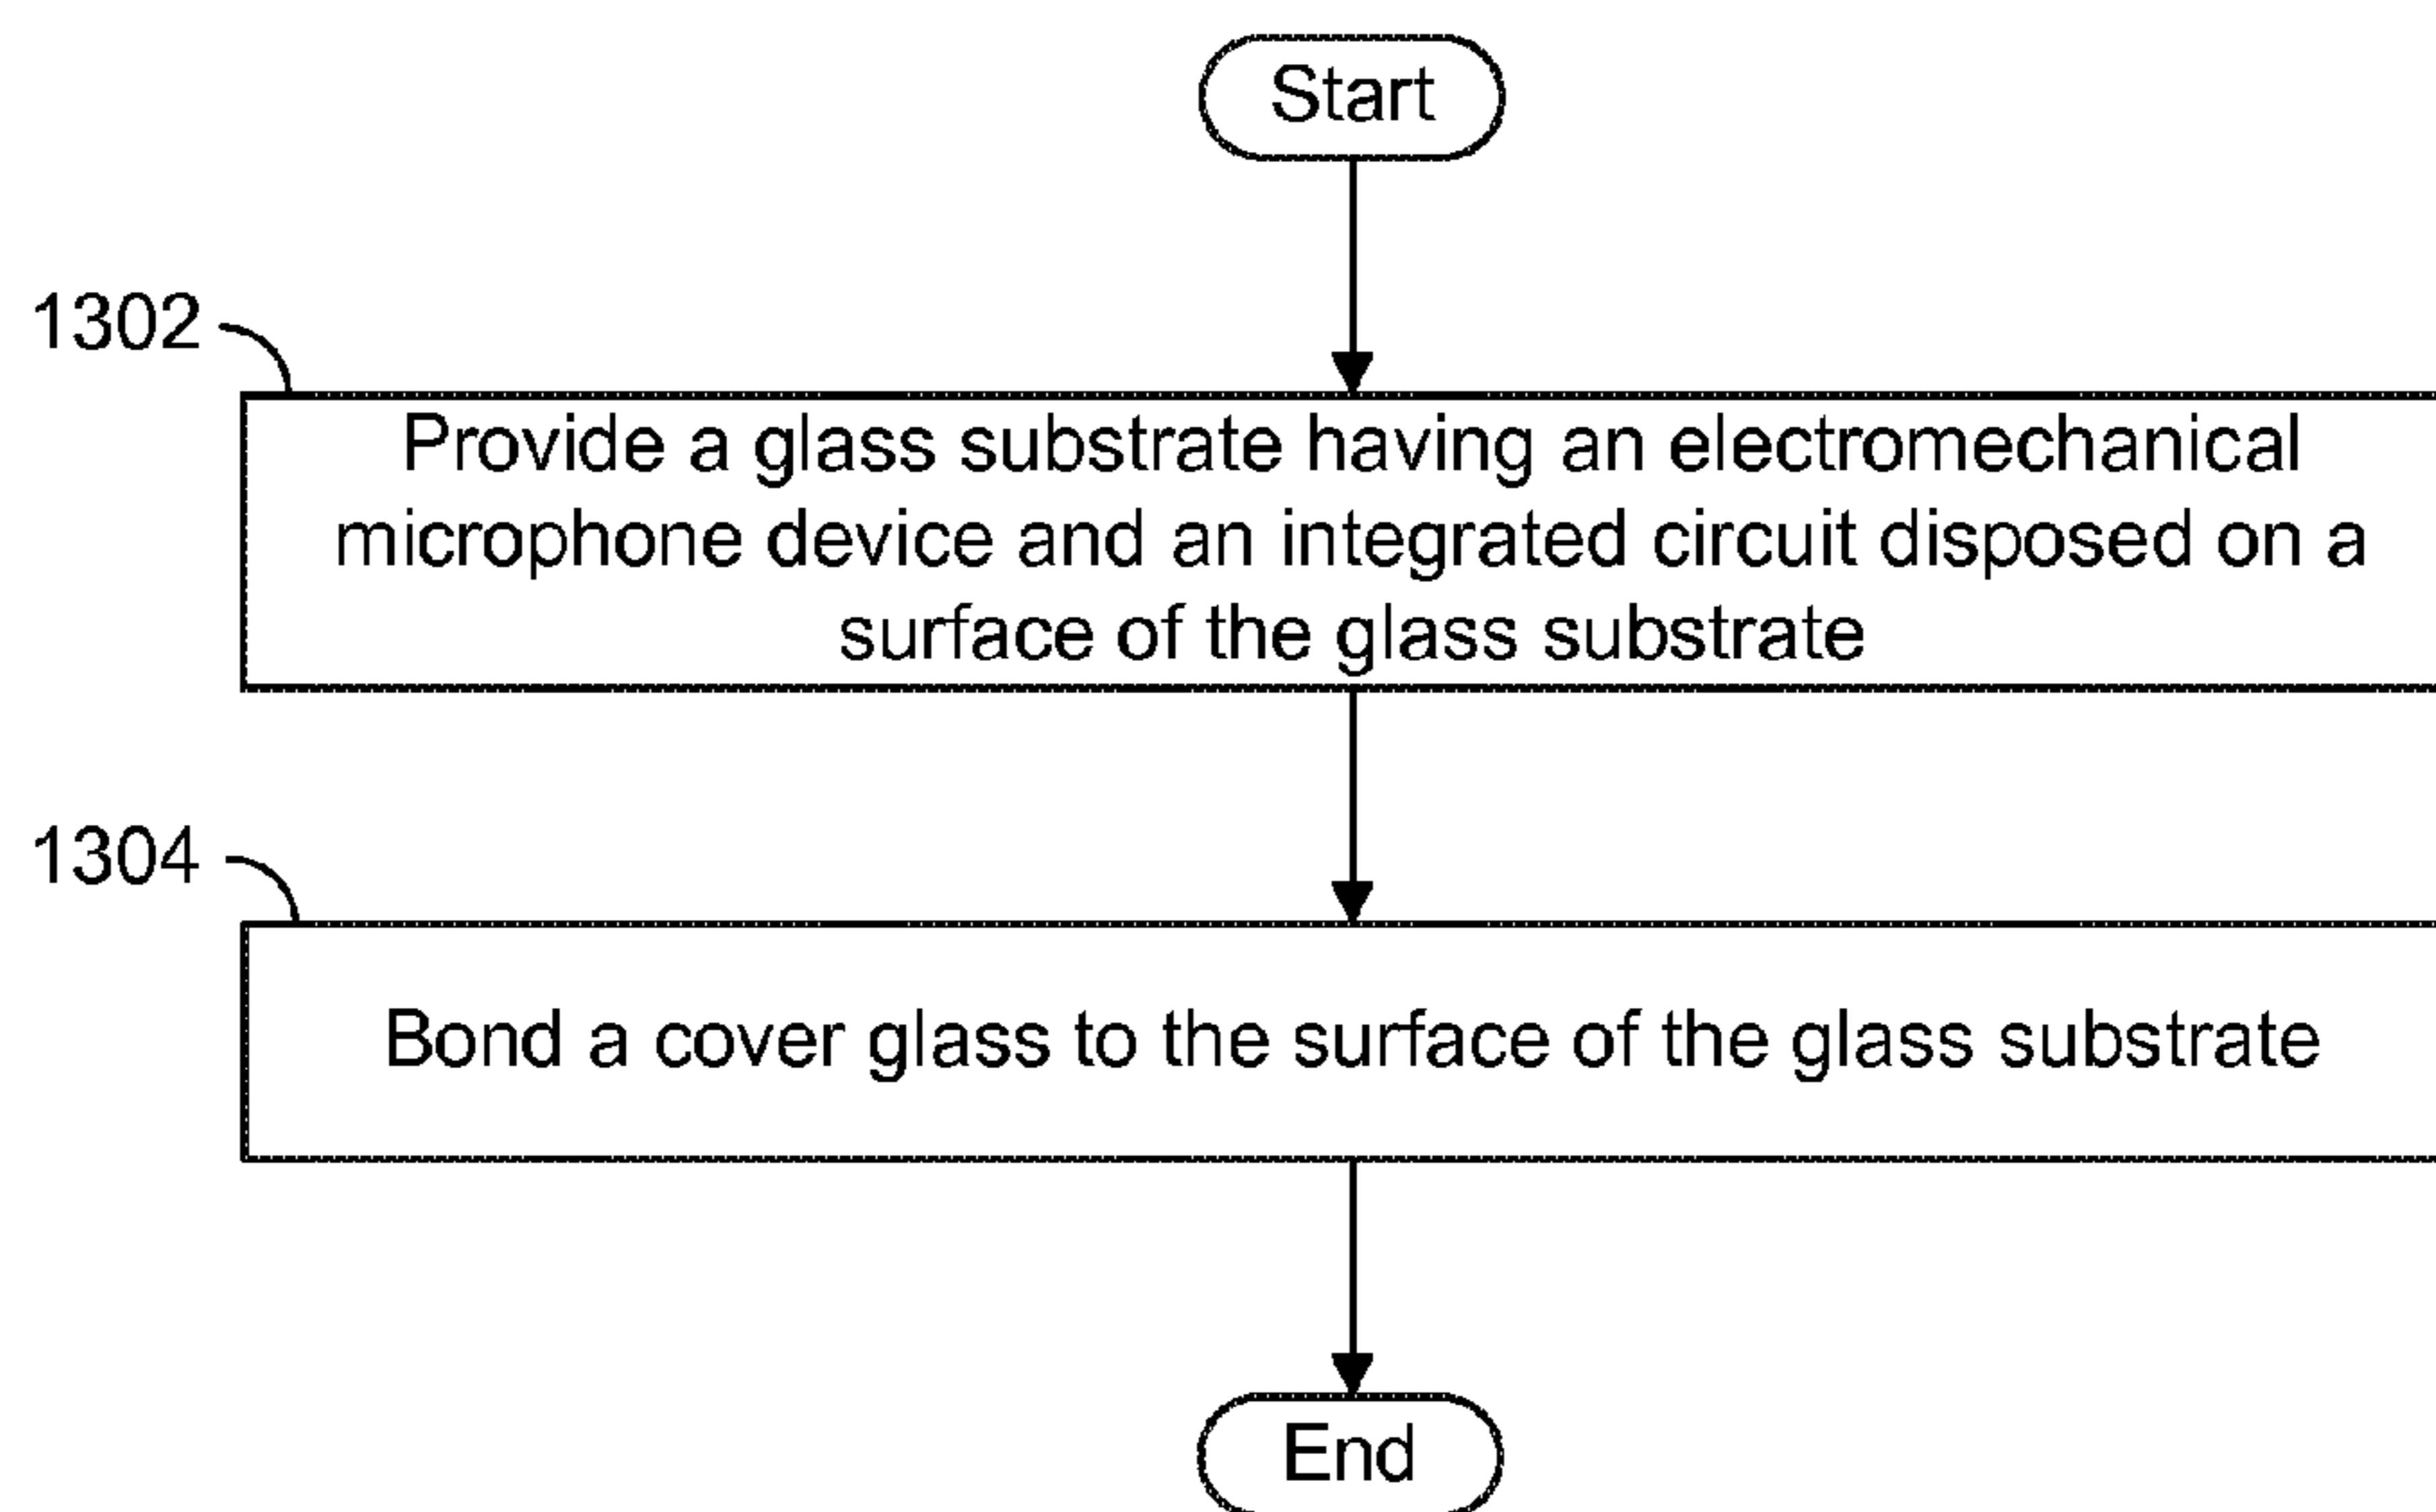 Start
1302
Provide a glass substrate having an electromechanical
microphone device and an integrated circuit disposed on a
surface of the glass substrate
1304
Bond a cover glass to the surface of the glass substrate
End